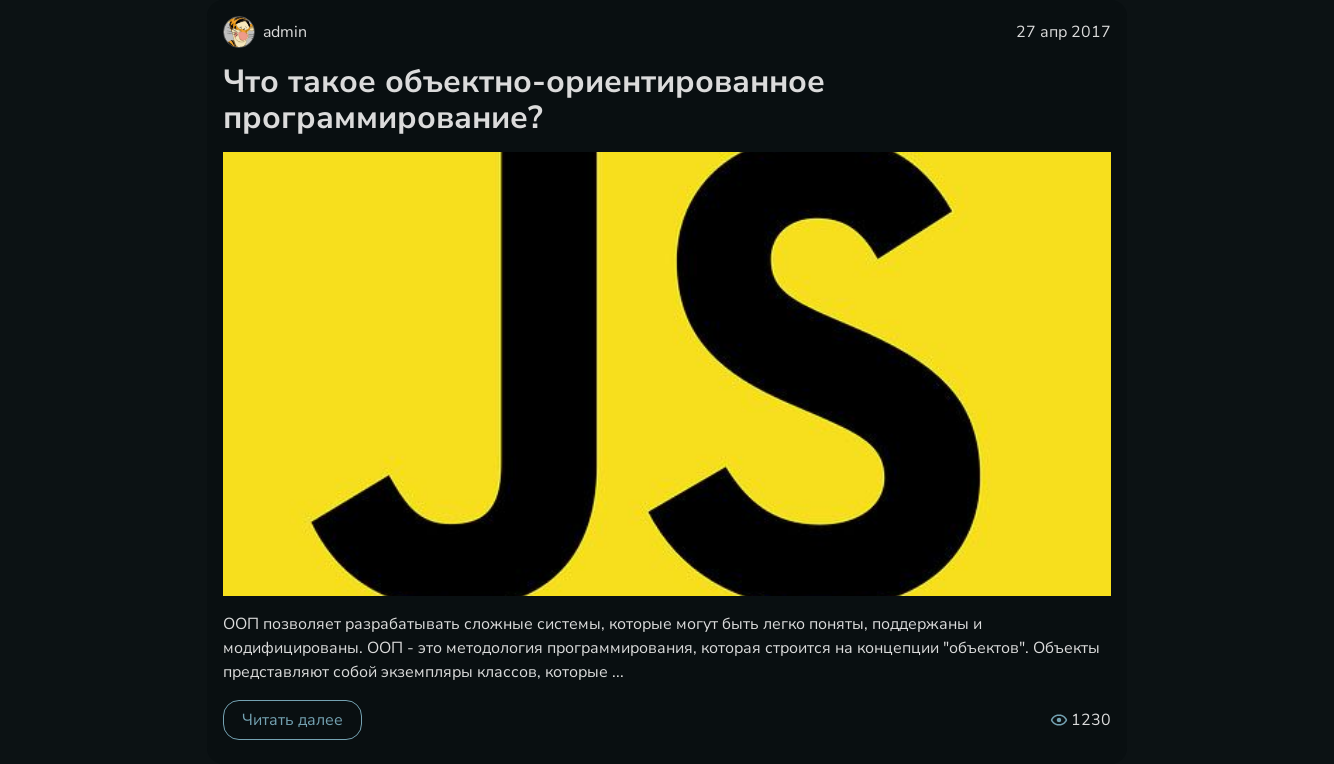 admin
27 апр 2017
Что такое объектно-ориентированное
программирование?
JS
ООП позволяет разрабатывать сложные системы, которые могут быть легко поняты, поддержаны и
модифицированы. ООП - это методология программирования, которая строится на концепции "объектов". Объекты
представляют собой экземпляры классов, которые ...
Читать далее
1230